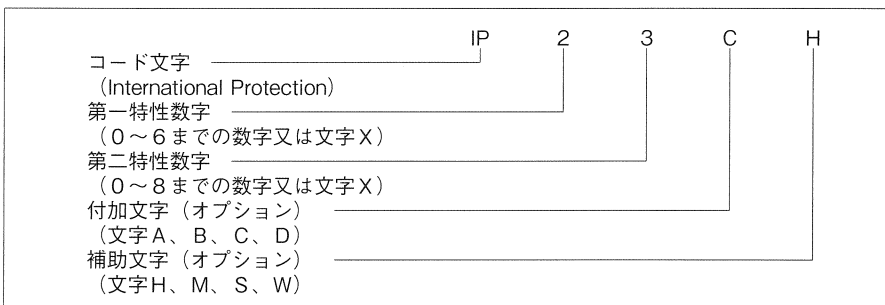 IP 2 3 C H
コード文字
（International Protection）
第一特性数字
（０～６までの数字又は文字Ｘ）
第二特性数字
（０～８までの数字又は文字Ｘ）
付加文字（オプション）
（文字Ａ、Ｂ、Ｃ、Ｄ）
補助文字（オプション）
（文字Ｈ、Ｍ、Ｓ、Ｗ）